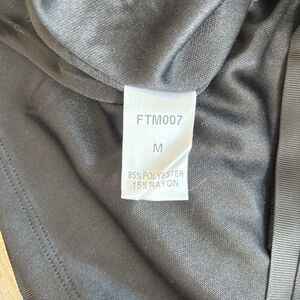 FTM007
M
85% POLYESTER
15% RAYON